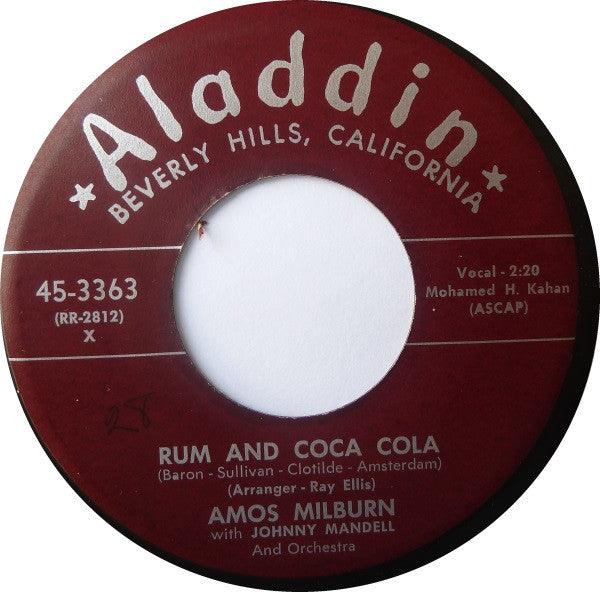 Aladdin
★ BEVERLY HILLS, CALIFORNIA ★
45-3363
(RR-2812)
X
Vocal - 2:20
Mohamed H. Kahan
(ASCAP)
28
RUM AND COCA COLA
(Baron - Sullivan - Clotilde - Amsterdam)
(Arranger - Ray Ellis)
AMOS MILBURN
with JOHNNY MANDELL
And Orchestra